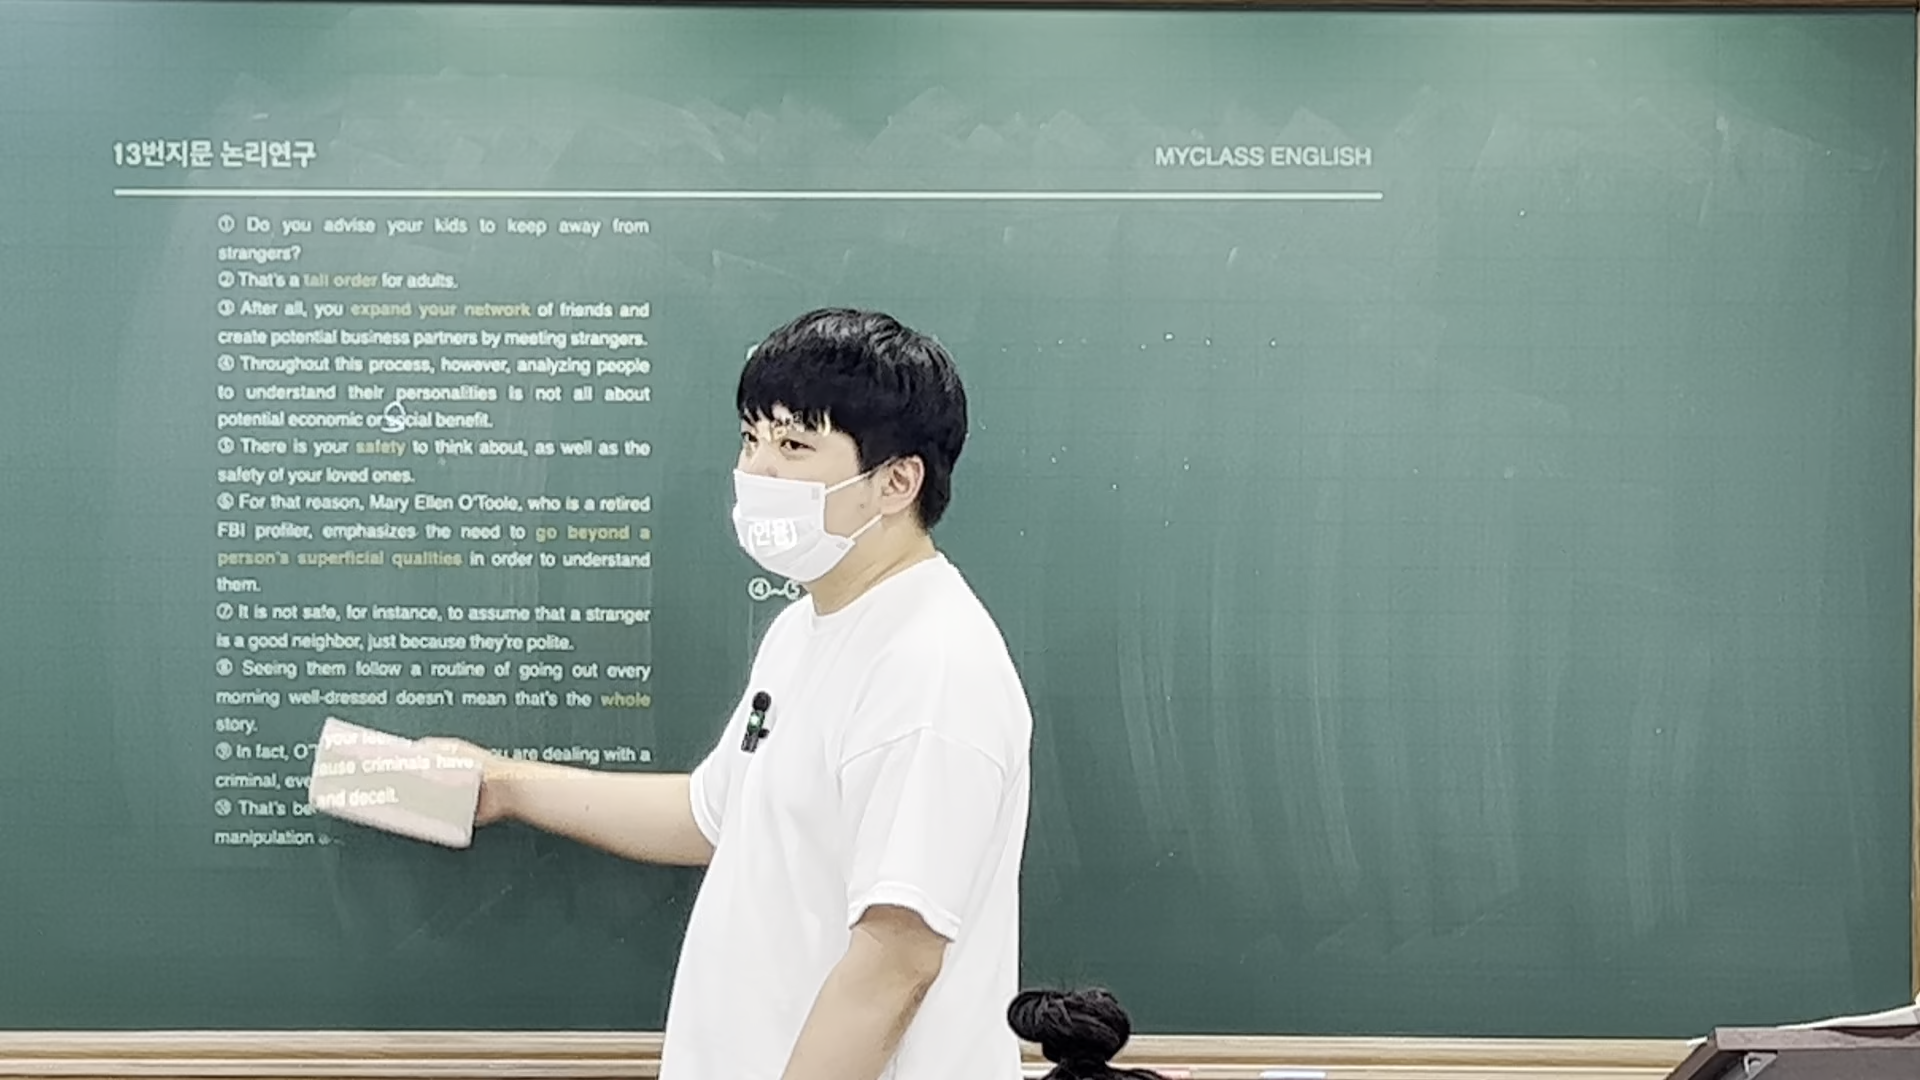 13번지문 논리연구
MYCLASS ENGLISH
① Do you advise your kids to keep away from
strangers?
② That's a tall order for adults.
③ After all, you expand your network of friends and
create potential business partners by meeting strangers.
④ Throughout this process, however, analyzing people
to understand their personalities is not all about
potential economic or social benefit.
⑤ There is your safety to think about, as well as the
safety of your loved ones.
⑥ For that reason, Mary Ellen O'Toole, who is a retired
FBI profiler, emphasizes the need to go beyond a
person's superficial qualities in order to understand
them.
⑦ It is not safe, for instance, to assume that a stranger
is a good neighbor, just because they're polite.
⑧ Seeing them follow a routine of going out every
morning well-dressed doesn't mean that's the whole
story.
⑨ In fact, your you are dealing with a
criminal,
⑩ That's criminals have
manipulation and deceit.
(인용)
④~⑤